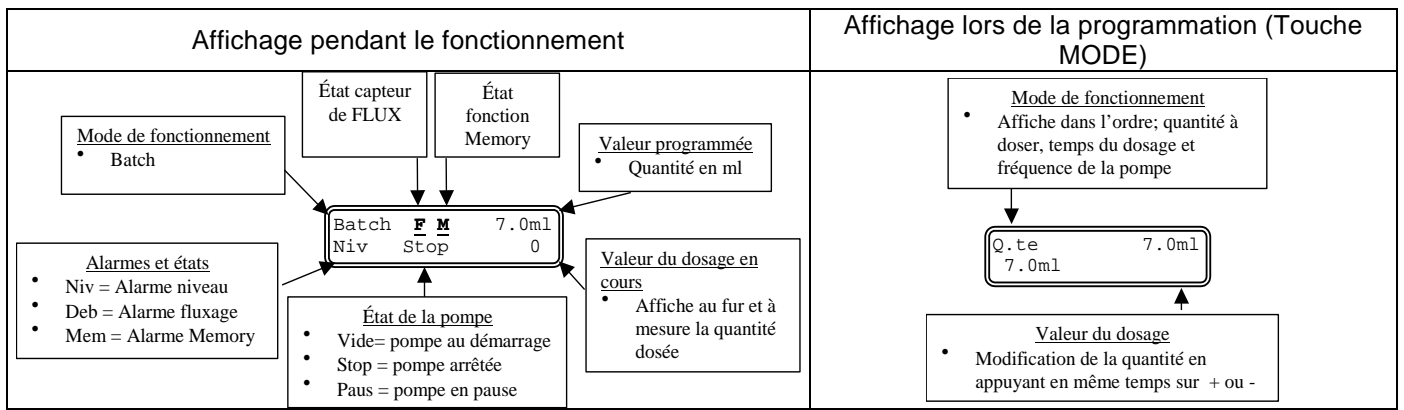 Affichage pendant le fonctionnement
Affichage lors de la programmation (Touche
MODE)
État capteur
de FLUX
État
fonction
Memory
Mode de fonctionnement
• Batch
Valeur programmée
• Quantité en ml
Batch F M 7.0ml
Niv Stop 0
Alarmes et états
• Niv = Alarme niveau
• Deb = Alarme fluxage
• Mem = Alarme Memory
État de la pompe
• Vide= pompe au démarrage
• Stop = pompe arrêtée
• Paus = pompe en pause
Valeur du dosage en
cours
• Affiche au fur et à
mesure la quantité
dosée
Mode de fonctionnement
• Affiche dans l’ordre; quantité à
doser, temps du dosage et
fréquence de la pompe
Q.te 7.0ml
7.0ml
Valeur du dosage
• Modification de la quantité en
appuyant en même temps sur + ou -